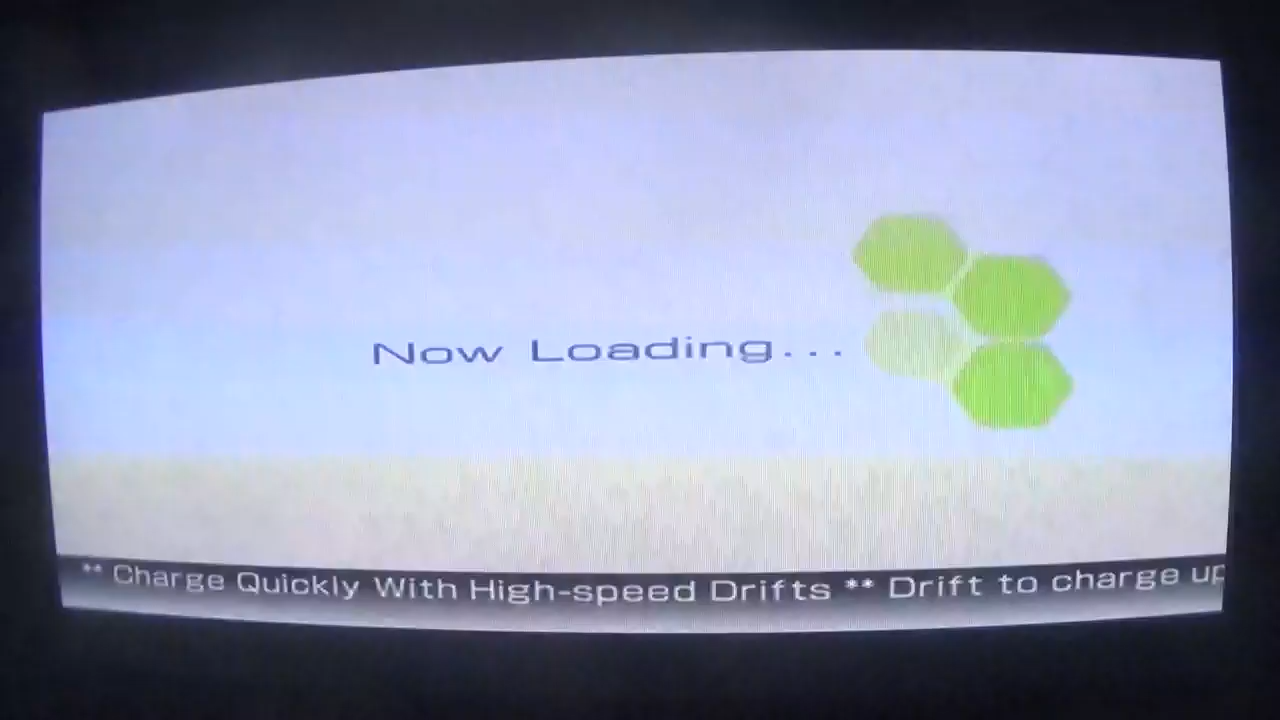 Now Loading...
** Charge Quickly With High-speed Drifts ** Drift to charge up